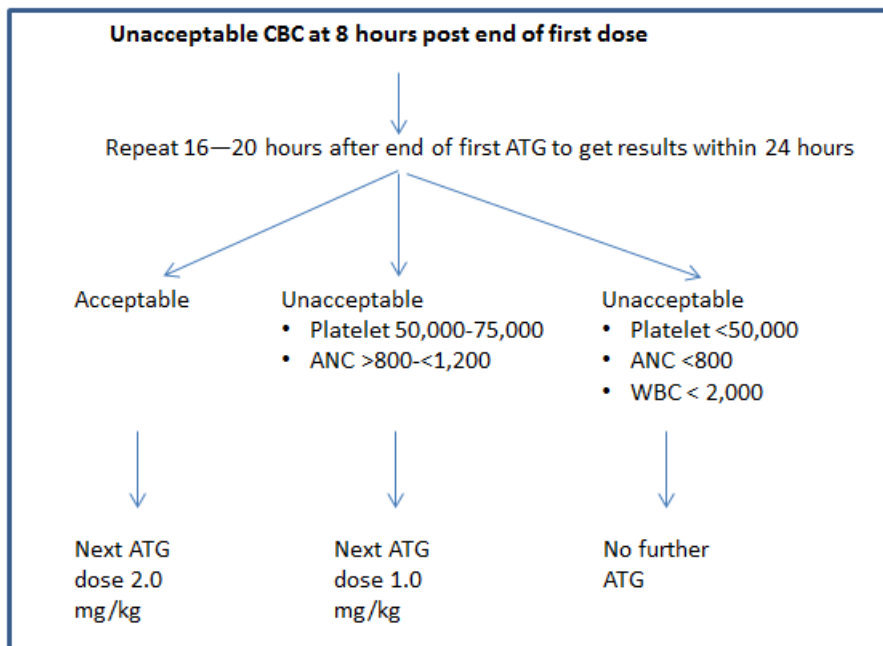 Unacceptable CBC at 8 hours post end of first dose
Repeat 16—20 hours after end of first ATG to get results within 24 hours
Acceptable
Unacceptable
• Platelet 50,000-75,000
• ANC >800-<1,200
Unacceptable
• Platelet <50,000
• ANC <800
• WBC < 2,000
Next ATG
dose 2.0
mg/kg
Next ATG
dose 1.0
mg/kg
No further
ATG